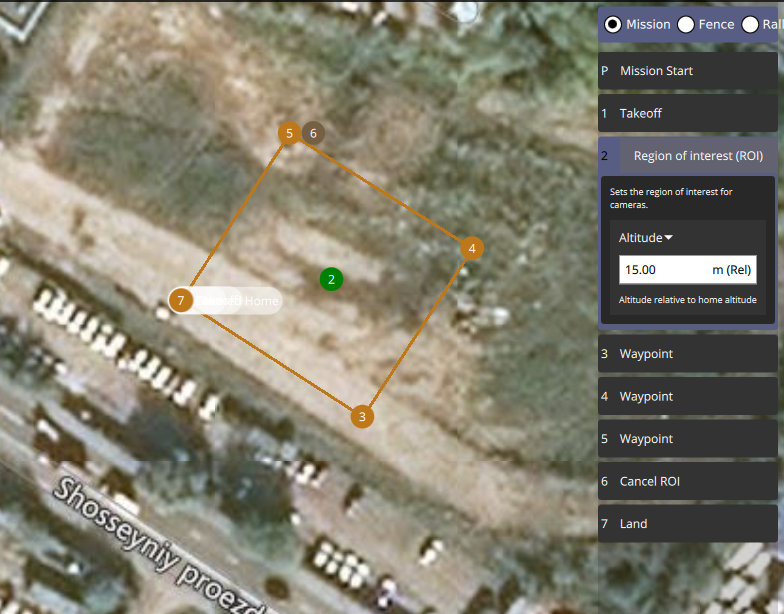 Mission Fence
P Mission Start
1 Takeoff
2 Region of interest (ROI)
Sets the region of interest for
cameras.
Altitude
15.00 m (Rel)
Altitude relative to home altitude
3 Waypoint
4 Waypoint
5 Waypoint
6 Cancel ROI
7 Land
5 6
4
2
7 Home
3
Shosseyniy proezd